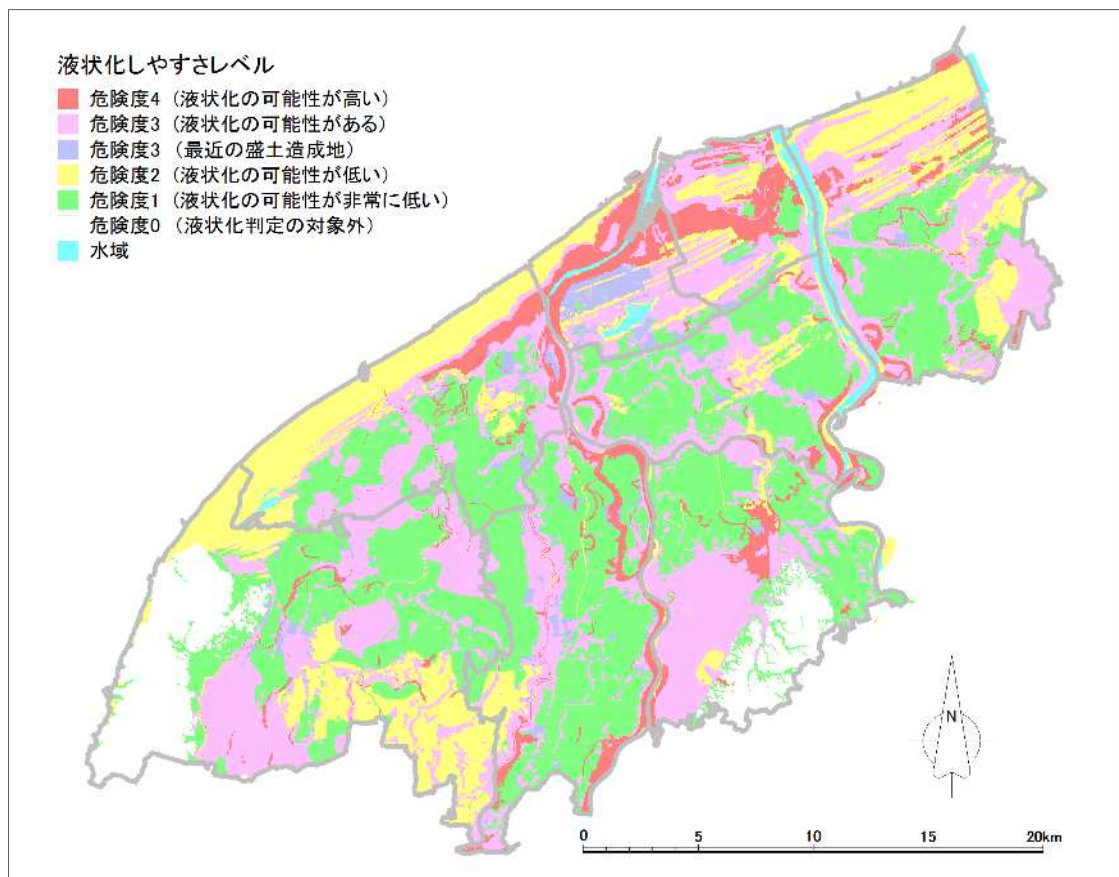 液状化しやすさレベル
危険度4 (液状化の可能性が高い)
危険度3 (液状化の可能性がある)
危険度3 (最近の盛土造成地)
危険度2 (液状化の可能性が低い)
危険度1 (液状化の可能性が非常に低い)
危険度0 (液状化判定の対象外)
水域
N
0 5 10 15 20km